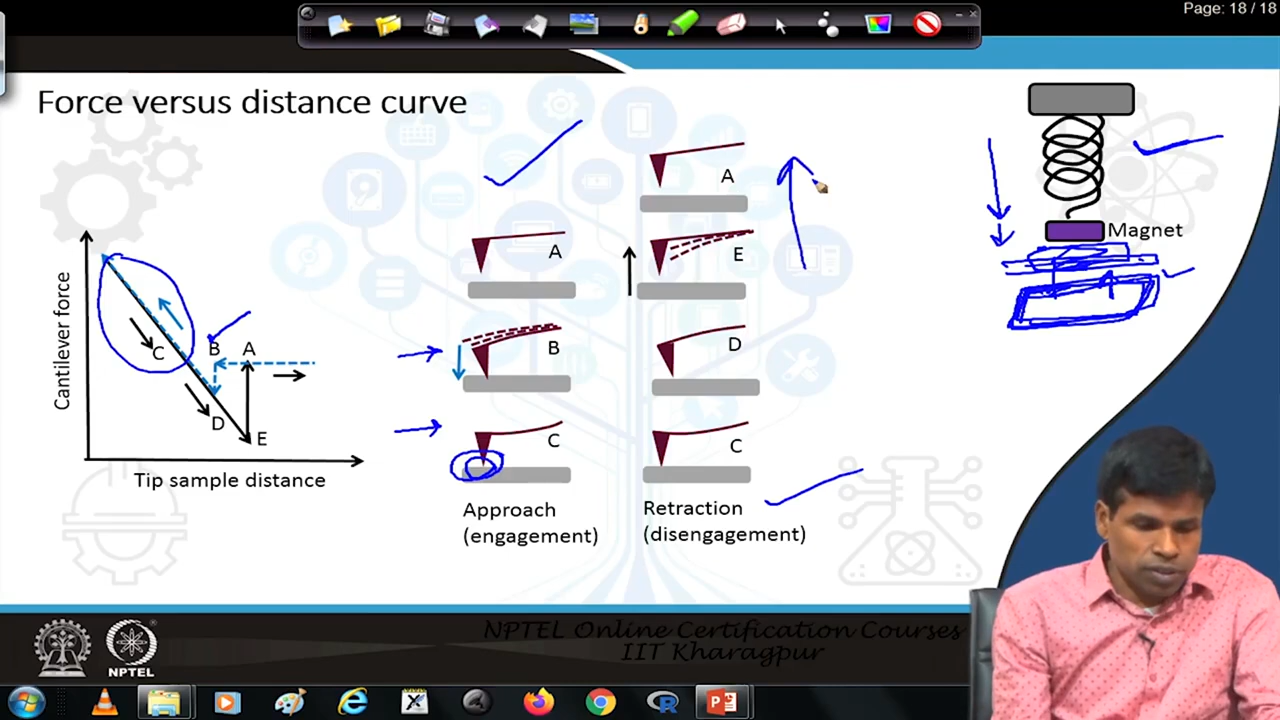 Page: 18 / 18
Force versus distance curve
Magnet
Cantilever force
Tip sample distance
B
A
C
D
E
A
B
C
Approach
(engagement)
A
E
D
C
Retraction
(disengagement)
NPTEL
NPTEL Online Certification Courses
IIT Kharagpur